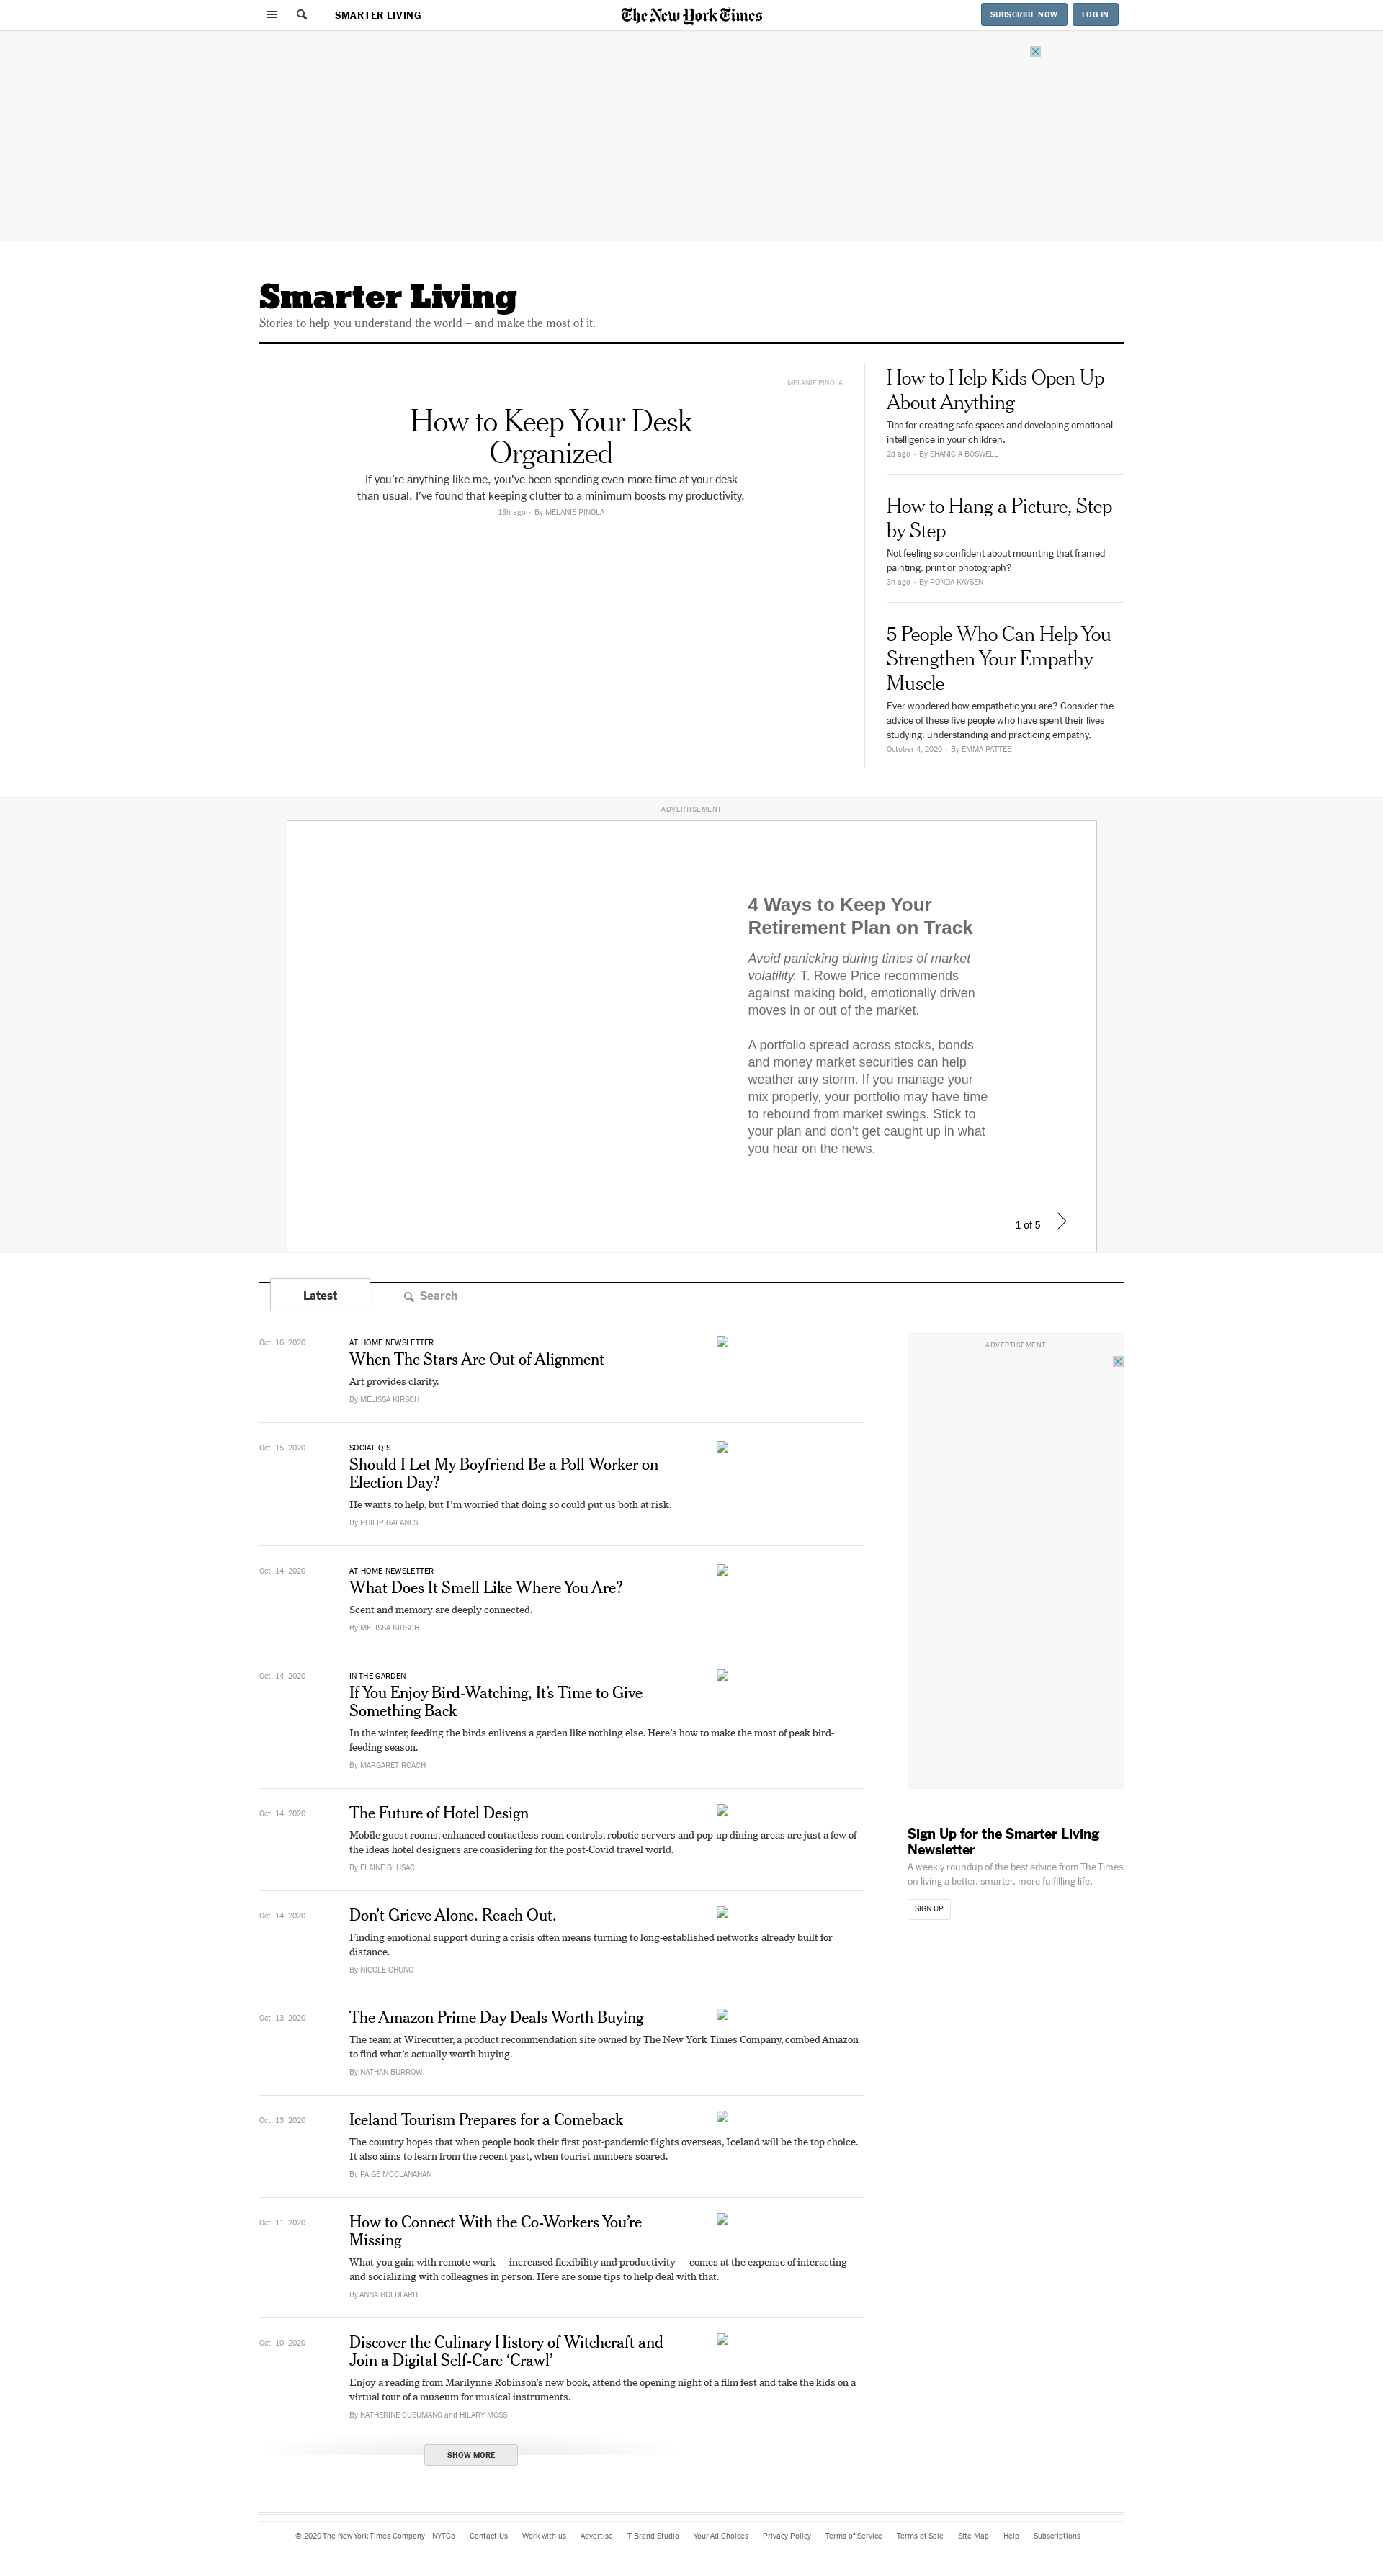 SMARTER LIVING
The New York Times
SUBSCRIBE NOW
LOG IN
Smarter Living
Stories to help you understand the world – and make the most of it.
MELANIE PINOLA
How to Keep Your Desk
Organized
If you’re anything like me, you’ve been spending even more time at your desk
than usual. I’ve found that keeping clutter to a minimum boosts my productivity.
18h ago • By MELANIE PINOLA
How to Help Kids Open Up
About Anything
Tips for creating safe spaces and developing emotional
intelligence in your children.
2d ago • By SHANICIA BOSWELL
How to Hang a Picture, Step
by Step
Not feeling so confident about mounting that framed
painting, print or photograph?
3h ago • By RONDA KAYSEN
5 People Who Can Help You
Strengthen Your Empathy
Muscle
Ever wondered how empathetic you are? Consider the
advice of these five people who have spent their lives
studying, understanding and practicing empathy.
October 4, 2020 • By EMMA PATTEE
ADVERTISEMENT
4 Ways to Keep Your
Retirement Plan on Track
Avoid panicking during times of market
volatility. T. Rowe Price recommends
against making bold, emotionally driven
moves in or out of the market.
A portfolio spread across stocks, bonds
and money market securities can help
weather any storm. If you manage your
mix properly, your portfolio may have time
to rebound from market swings. Stick to
your plan and don’t get caught up in what
you hear on the news.
1 of 5
Latest
Search
Oct. 16, 2020
AT HOME NEWSLETTER
When The Stars Are Out of Alignment
Art provides clarity.
By MELISSA KIRSCH
Oct. 15, 2020
SOCIAL Q’S
Should I Let My Boyfriend Be a Poll Worker on
Election Day?
He wants to help, but I’m worried that doing so could put us both at risk.
By PHILIP GALANES
Oct. 14, 2020
AT HOME NEWSLETTER
What Does It Smell Like Where You Are?
Scent and memory are deeply connected.
By MELISSA KIRSCH
Oct. 14, 2020
IN THE GARDEN
If You Enjoy Bird-Watching, It’s Time to Give
Something Back
In the winter, feeding the birds enlivens a garden like nothing else. Here’s how to make the most of peak bird-
feeding season.
By MARGARET ROACH
Oct. 14, 2020
The Future of Hotel Design
Mobile guest rooms, enhanced contactless room controls, robotic servers and pop-up dining areas are just a few of
the ideas hotel designers are considering for the post-Covid travel world.
By ELAINE GLUSAC
Oct. 14, 2020
Don’t Grieve Alone. Reach Out.
Finding emotional support during a crisis often means turning to long-established networks already built for
distance.
By NICOLE CHUNG
Oct. 13, 2020
The Amazon Prime Day Deals Worth Buying
The team at Wirecutter, a product recommendation site owned by The New York Times Company, combed Amazon
to find what’s actually worth buying.
By NATHAN BURROW
Oct. 13, 2020
Iceland Tourism Prepares for a Comeback
The country hopes that when people book their first post-pandemic flights overseas, Iceland will be the top choice.
It also aims to learn from the recent past, when tourist numbers soared.
By PAIGE MCCLANAHAN
Oct. 11, 2020
How to Connect With the Co-Workers You’re
Missing
What you gain with remote work — increased flexibility and productivity — comes at the expense of interacting
and socializing with colleagues in person. Here are some tips to help deal with that.
By ANNA GOLDFARB
Oct. 10, 2020
Discover the Culinary History of Witchcraft and
Join a Digital Self-Care ‘Crawl’
Enjoy a reading from Marilynne Robinson’s new book, attend the opening night of a film fest and take the kids on a
virtual tour of a museum for musical instruments.
By KATHERINE CUSUMANO and HILARY MOSS
SHOW MORE
ADVERTISEMENT
Sign Up for the Smarter Living
Newsletter
A weekly roundup of the best advice from The Times
on living a better, smarter, more fulfilling life.
SIGN UP
© 2020 The New York Times Company NYTCo Contact Us Work with us Advertise T Brand Studio Your Ad Choices Privacy Policy Terms of Service Terms of Sale Site Map Help Subscriptions